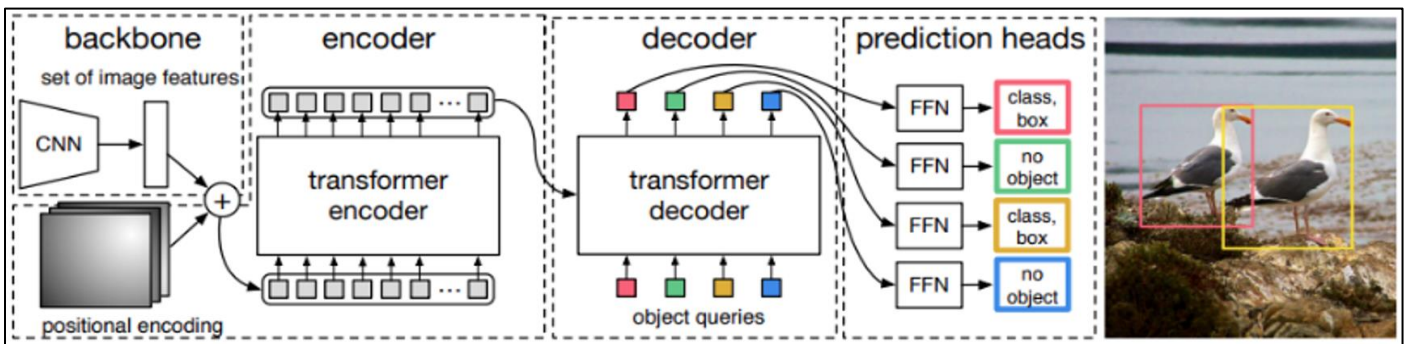 backbone
set of image features
CNN
+
positional encoding
encoder
...
transformer
encoder
...
decoder
transformer
decoder
object queries
prediction heads
FFN
class,
box
FFN
no
object
FFN
class,
box
FFN
no
object